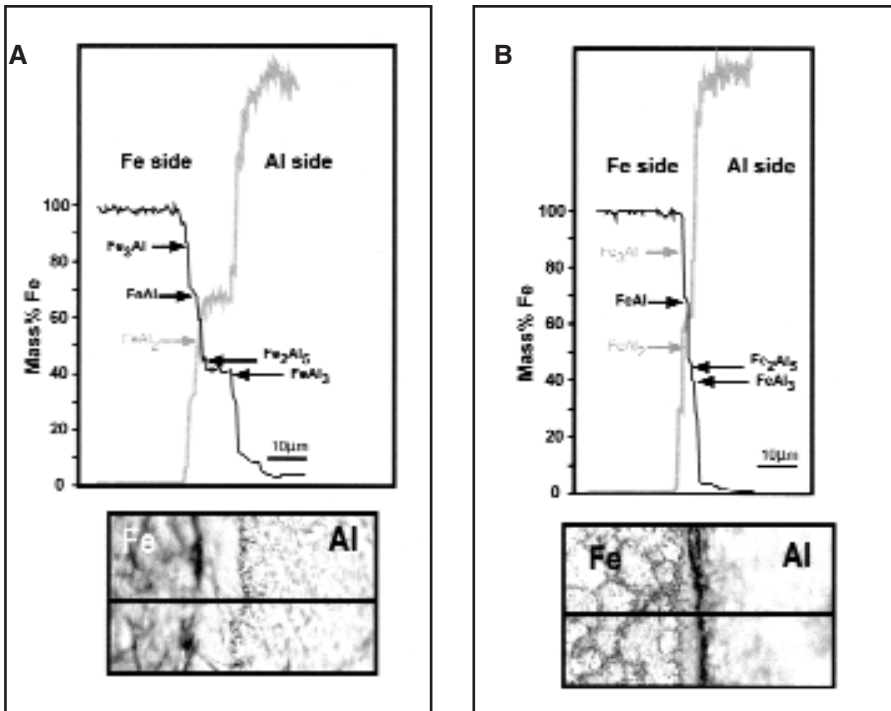 A
Fe side
Al side
100
80
60
40
20
0
Mass% Fe
Fe3Al
FeAl
FeAl2
Fe2Al5
FeAl3
10µm
Fe
Al
B
Fe side
Al side
100
80
60
40
20
0
Mass% Fe
Fe3Al
FeAl
FeAl2
Fe2Al5
FeAl3
10µm
Fe
Al